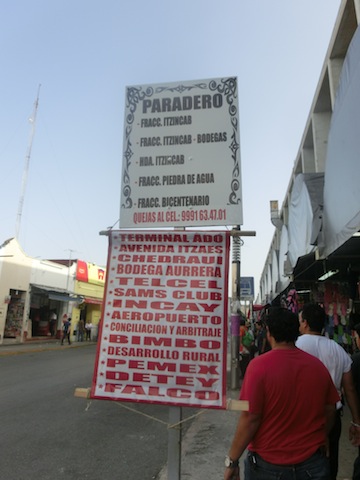 PARADERO
- FRACC. ITZINCAB
- FRACC. ITZINCAB - BODEGAS
- HDA. ITZINCAB
- FRACC. PIEDRA DE AGUA
- FRACC. BICENTENARIO
QUEJAS AL CEL.: 9991 63.47.01
TERMINAL ADO
AVENIDA ITZAES
CHEDRAUI
BODEGA AURRERA
TELCEL
SAMS CLUB
INCAY
AEROPUERTO
CONCILIACIÓN Y ARBITRAJE
BIMBO
DESARROLLO RURAL
PEMEX
DETEY
FALCO